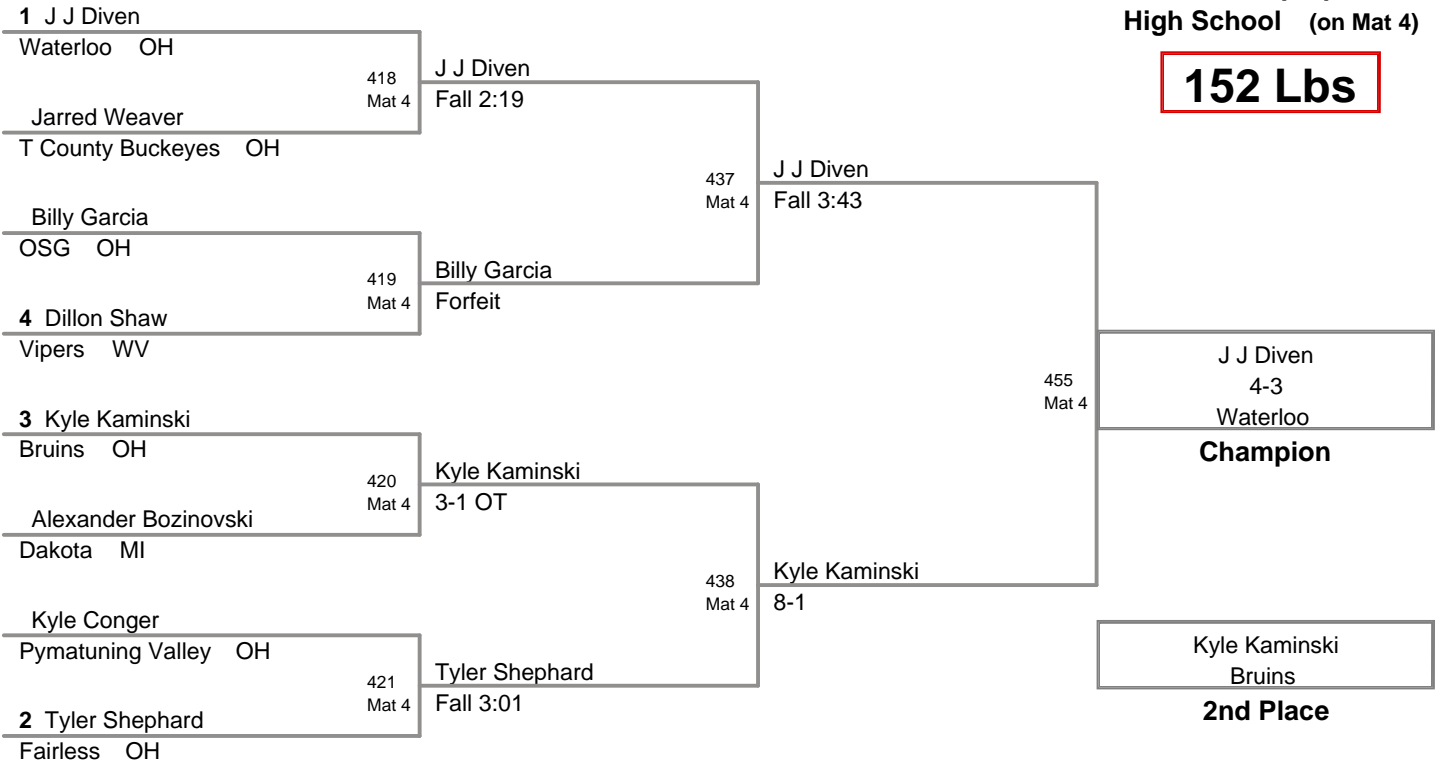 High School (on Mat 4)
152 Lbs
1 J J Diven
Waterloo OH
418
Mat 4
J J Diven
Fall 2:19
Jarred Weaver
T County Buckeyes OH
437
Mat 4
J J Diven
Fall 3:43
Billy Garcia
OSG OH
419
Mat 4
Billy Garcia
Forfeit
4 Dillon Shaw
Vipers WV
455
Mat 4
J J Diven
4-3
Waterloo
Champion
3 Kyle Kaminski
Bruins OH
420
Mat 4
Kyle Kaminski
3-1 OT
Alexander Bozinovski
Dakota MI
438
Mat 4
Kyle Kaminski
8-1
Kyle Conger
Pymatuning Valley OH
421
Mat 4
Tyler Shephard
Fall 3:01
2 Tyler Shephard
Fairless OH
Kyle Kaminski
Bruins
2nd Place